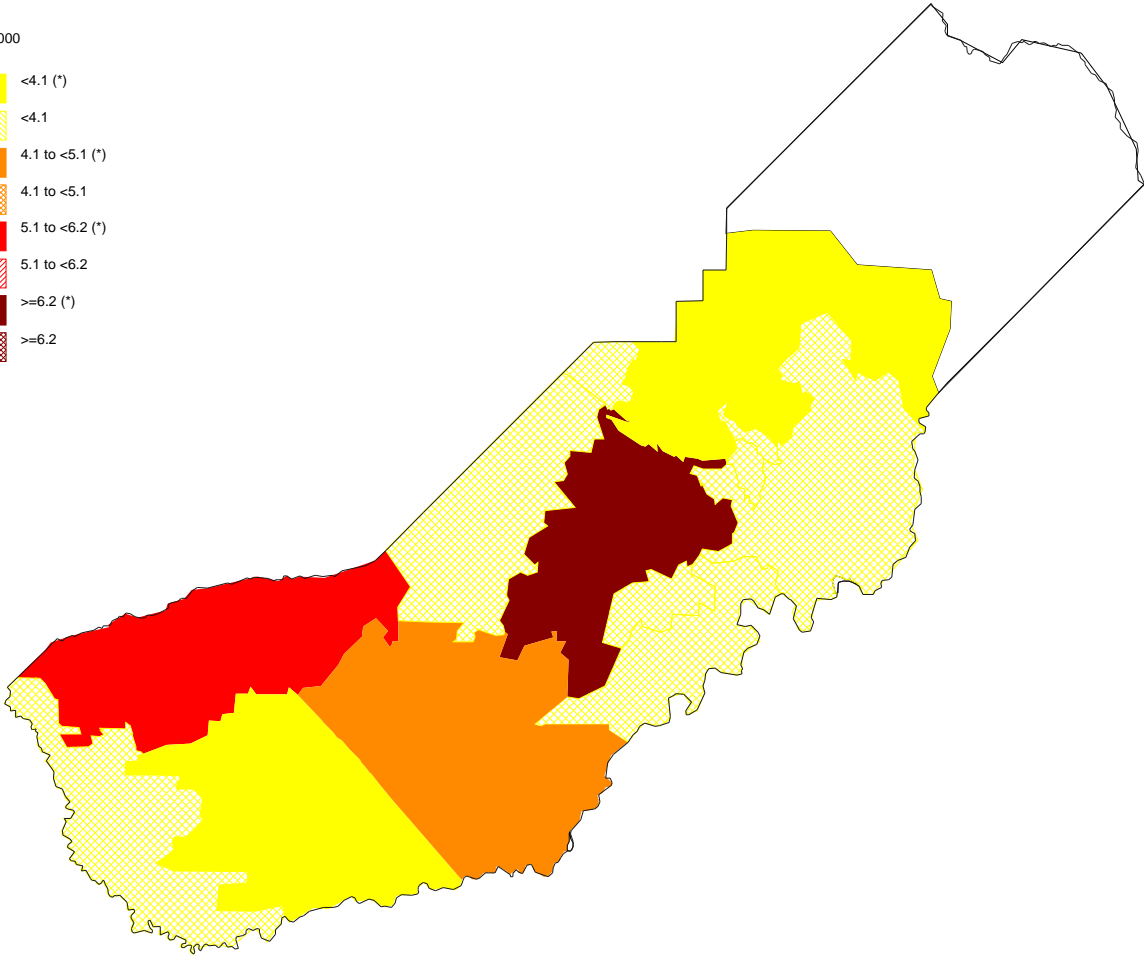 000
<4.1 (*)
<4.1
4.1 to <5.1 (*)
4.1 to <5.1
5.1 to <6.2 (*)
5.1 to <6.2
>=6.2 (*)
>=6.2